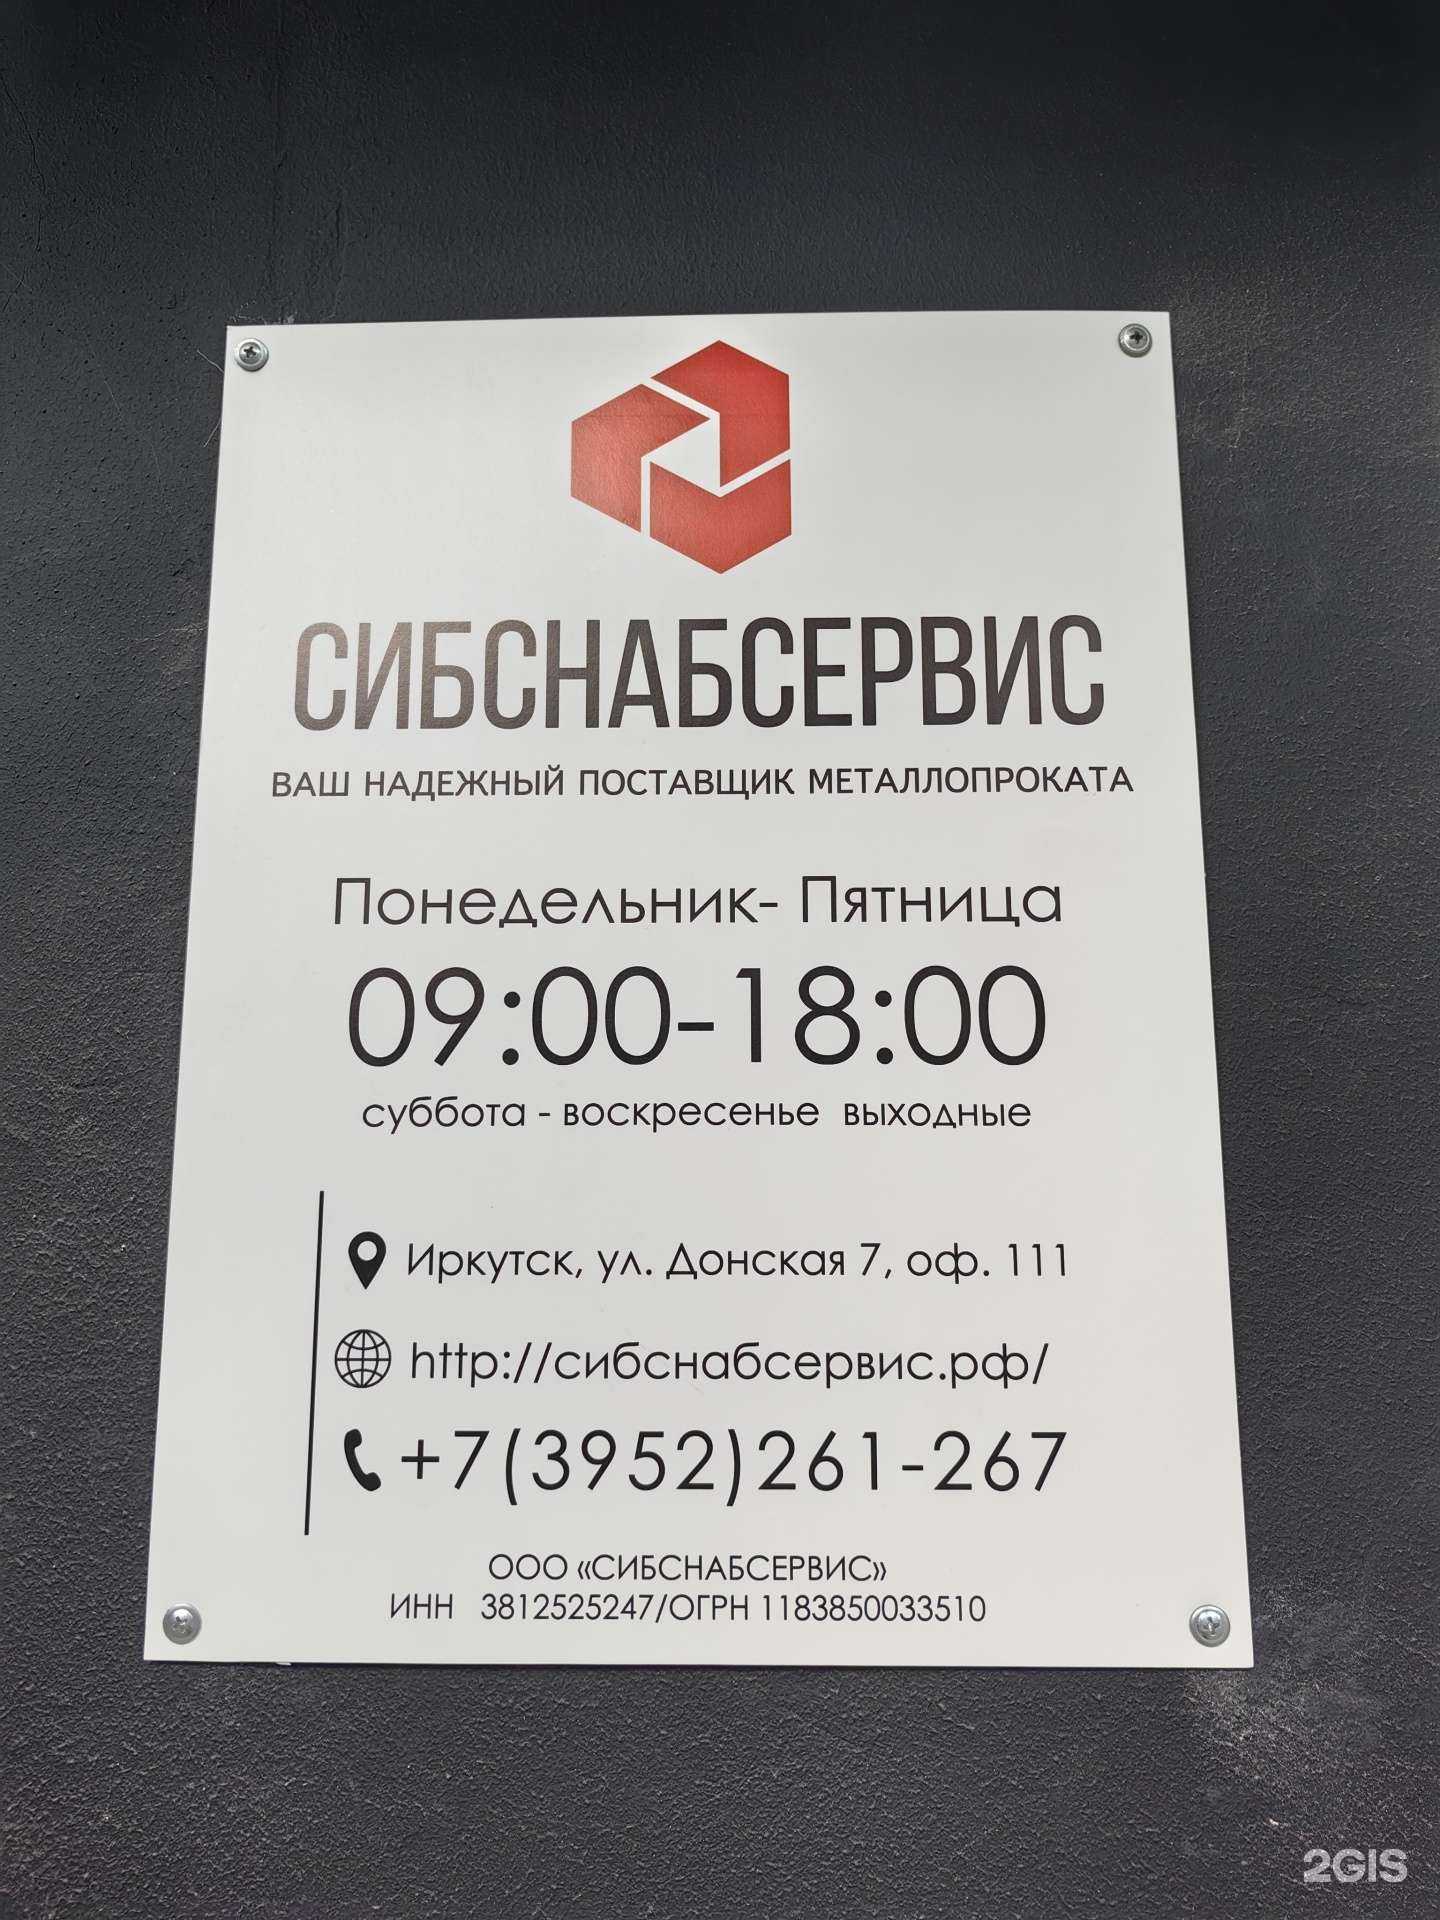 СИБСНАБСЕРВИС
ВАШ НАДЕЖНЫЙ ПОСТАВЩИК МЕТАЛЛОПРОКАТА
Понедельник- Пятница
09:00-18:00
суббота - воскресенье выходные
Иркутск, ул. Донская 7, оф. 111
http://сибснабсервис.рф/
+7(3952)261-267
ООО «СИБСНАБСЕРВИС»
ИНН 3812525247/ОГРН 1183850033510
2GIS